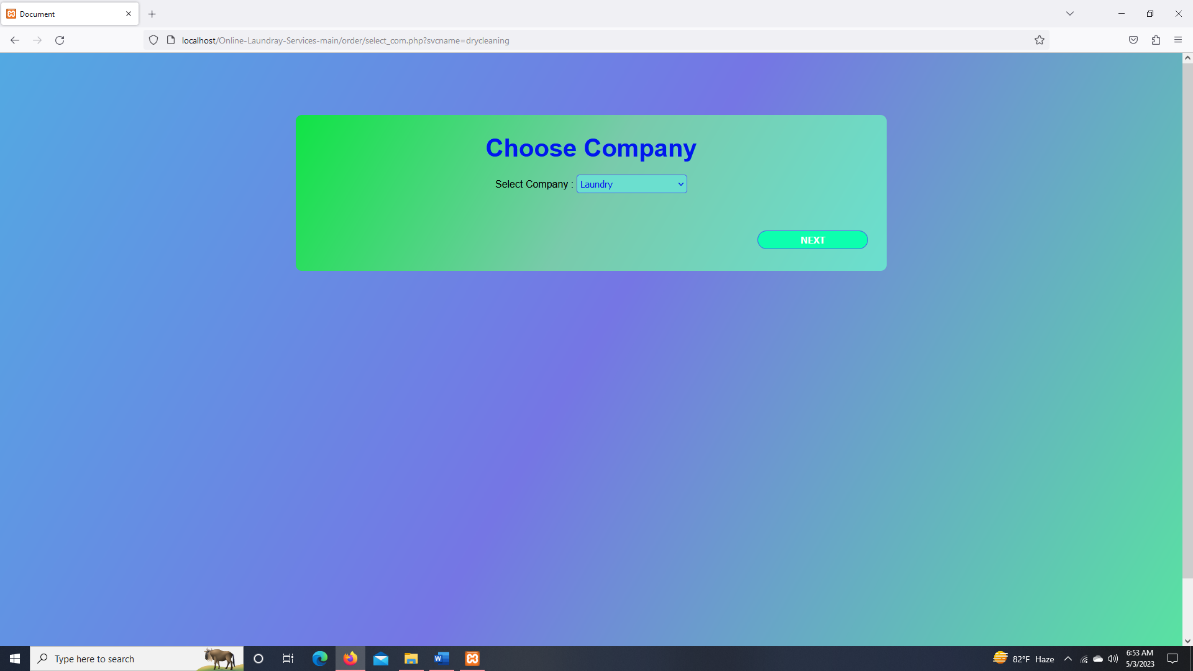 Document
localhost/Online-Laundray-Services-main/order/select_com.php?svcname=drycleaning
Choose Company
Select Company : Laundry
NEXT
Type here to search
82°F Haze
6:53 AM
5/3/2023